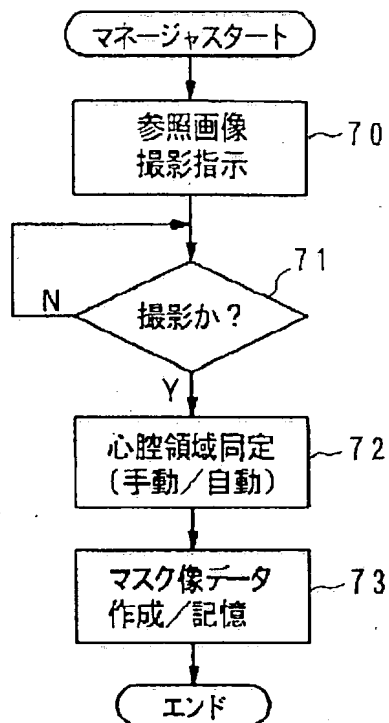 マネージャスタート
参照画像
撮影指示
70
71
撮影か?
N
Y
心腔領域同定
(手動/自動)
72
マスク像データ
作成/記憶
73
エンド